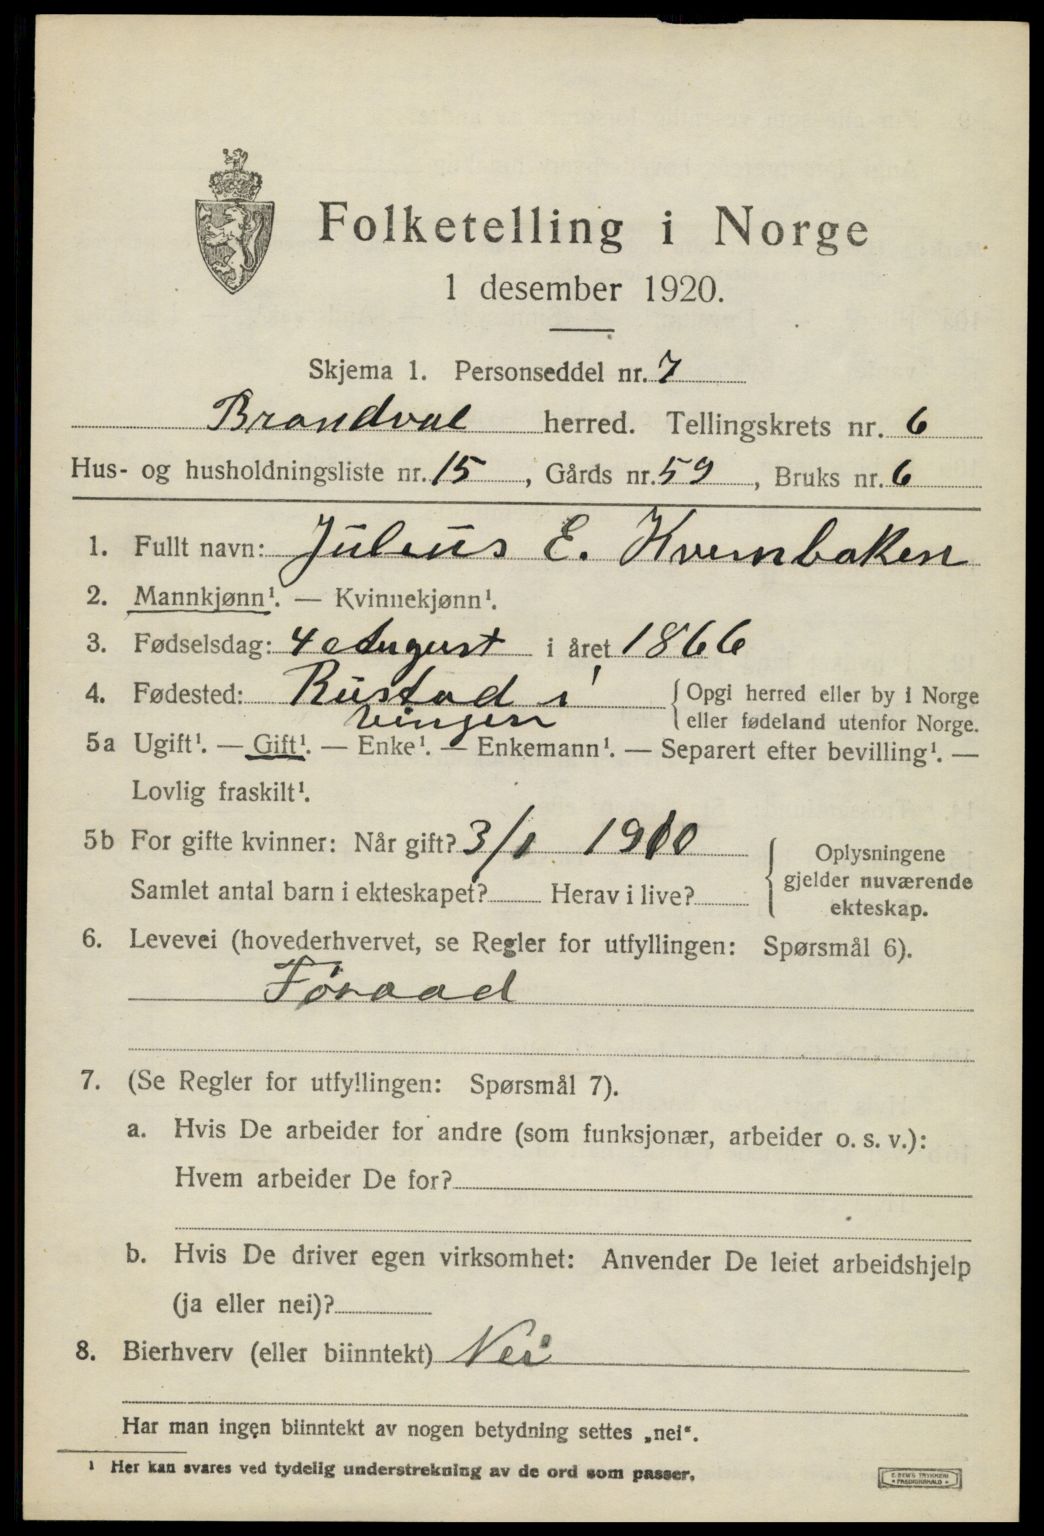 Folketelling i Norge
1 desember 1920.
Skjema 1. Personseddel nr. 7
Brandval herred. Tellingskrets nr. 6
Hus- og husholdningsliste nr. 15, Gårds nr. 59, Bruks nr. 6
1. Fullt navn: Julius E. Kvernbaken
2. Mannkjønn¹. — Kvinnekjønn¹.
3. Fødselsdag: 4 August i året 1866
4. Fødested: Rustad i { Opgi herred eller by i Norge
Vinger { eller fødeland utenfor Norge.
5a Ugift¹. — Gift¹. — Enke¹. — Enkemann¹. — Separert efter bevilling¹. —
Lovlig fraskilt¹.
5b For gifte kvinner: Når gift? 3/1 1910 Oplysningene
Samlet antal barn i ekteskapet? Herav i live? gjelder nuværende
ekteskap.
6. Levevei (hovederhvervet, se Regler for utfyllingen: Spørsmål 6).
Føraad
7. (Se Regler for utfyllingen: Spørsmål 7).
a. Hvis De arbeider for andre (som funksjonær, arbeider o. s. v.):
Hvem arbeider De for?
b. Hvis De driver egen virksomhet: Anvender De leiet arbeidshjelp
(ja eller nei)?
8. Bierhverv (eller biinntekt) Nei
Har man ingen biinntekt av nogen betydning settes „nei“.
¹ Her kan svares ved tydelig understrekning av de ord som passer.